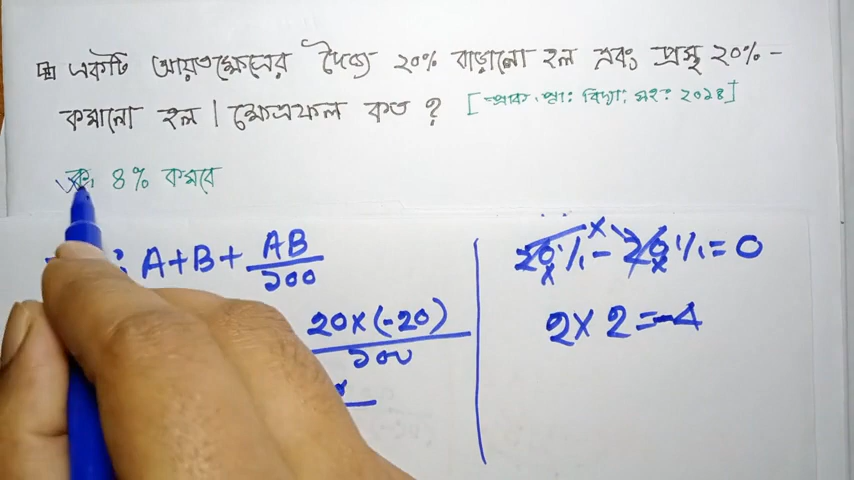 একটি আয়তক্ষেত্রের দৈর্ঘ্য ২০% বাড়ানো হল এবং প্রস্থ ২০% -
কমানো হল। ক্ষেত্রফল কত? [প্রাক. প্রা: বিদ্যা: সহ: ২০১৪]
ক. ৪% কমবে
A+B+ AB/১০০
20×(-20)/১০০
20% - 20% = 0
2×2=-4